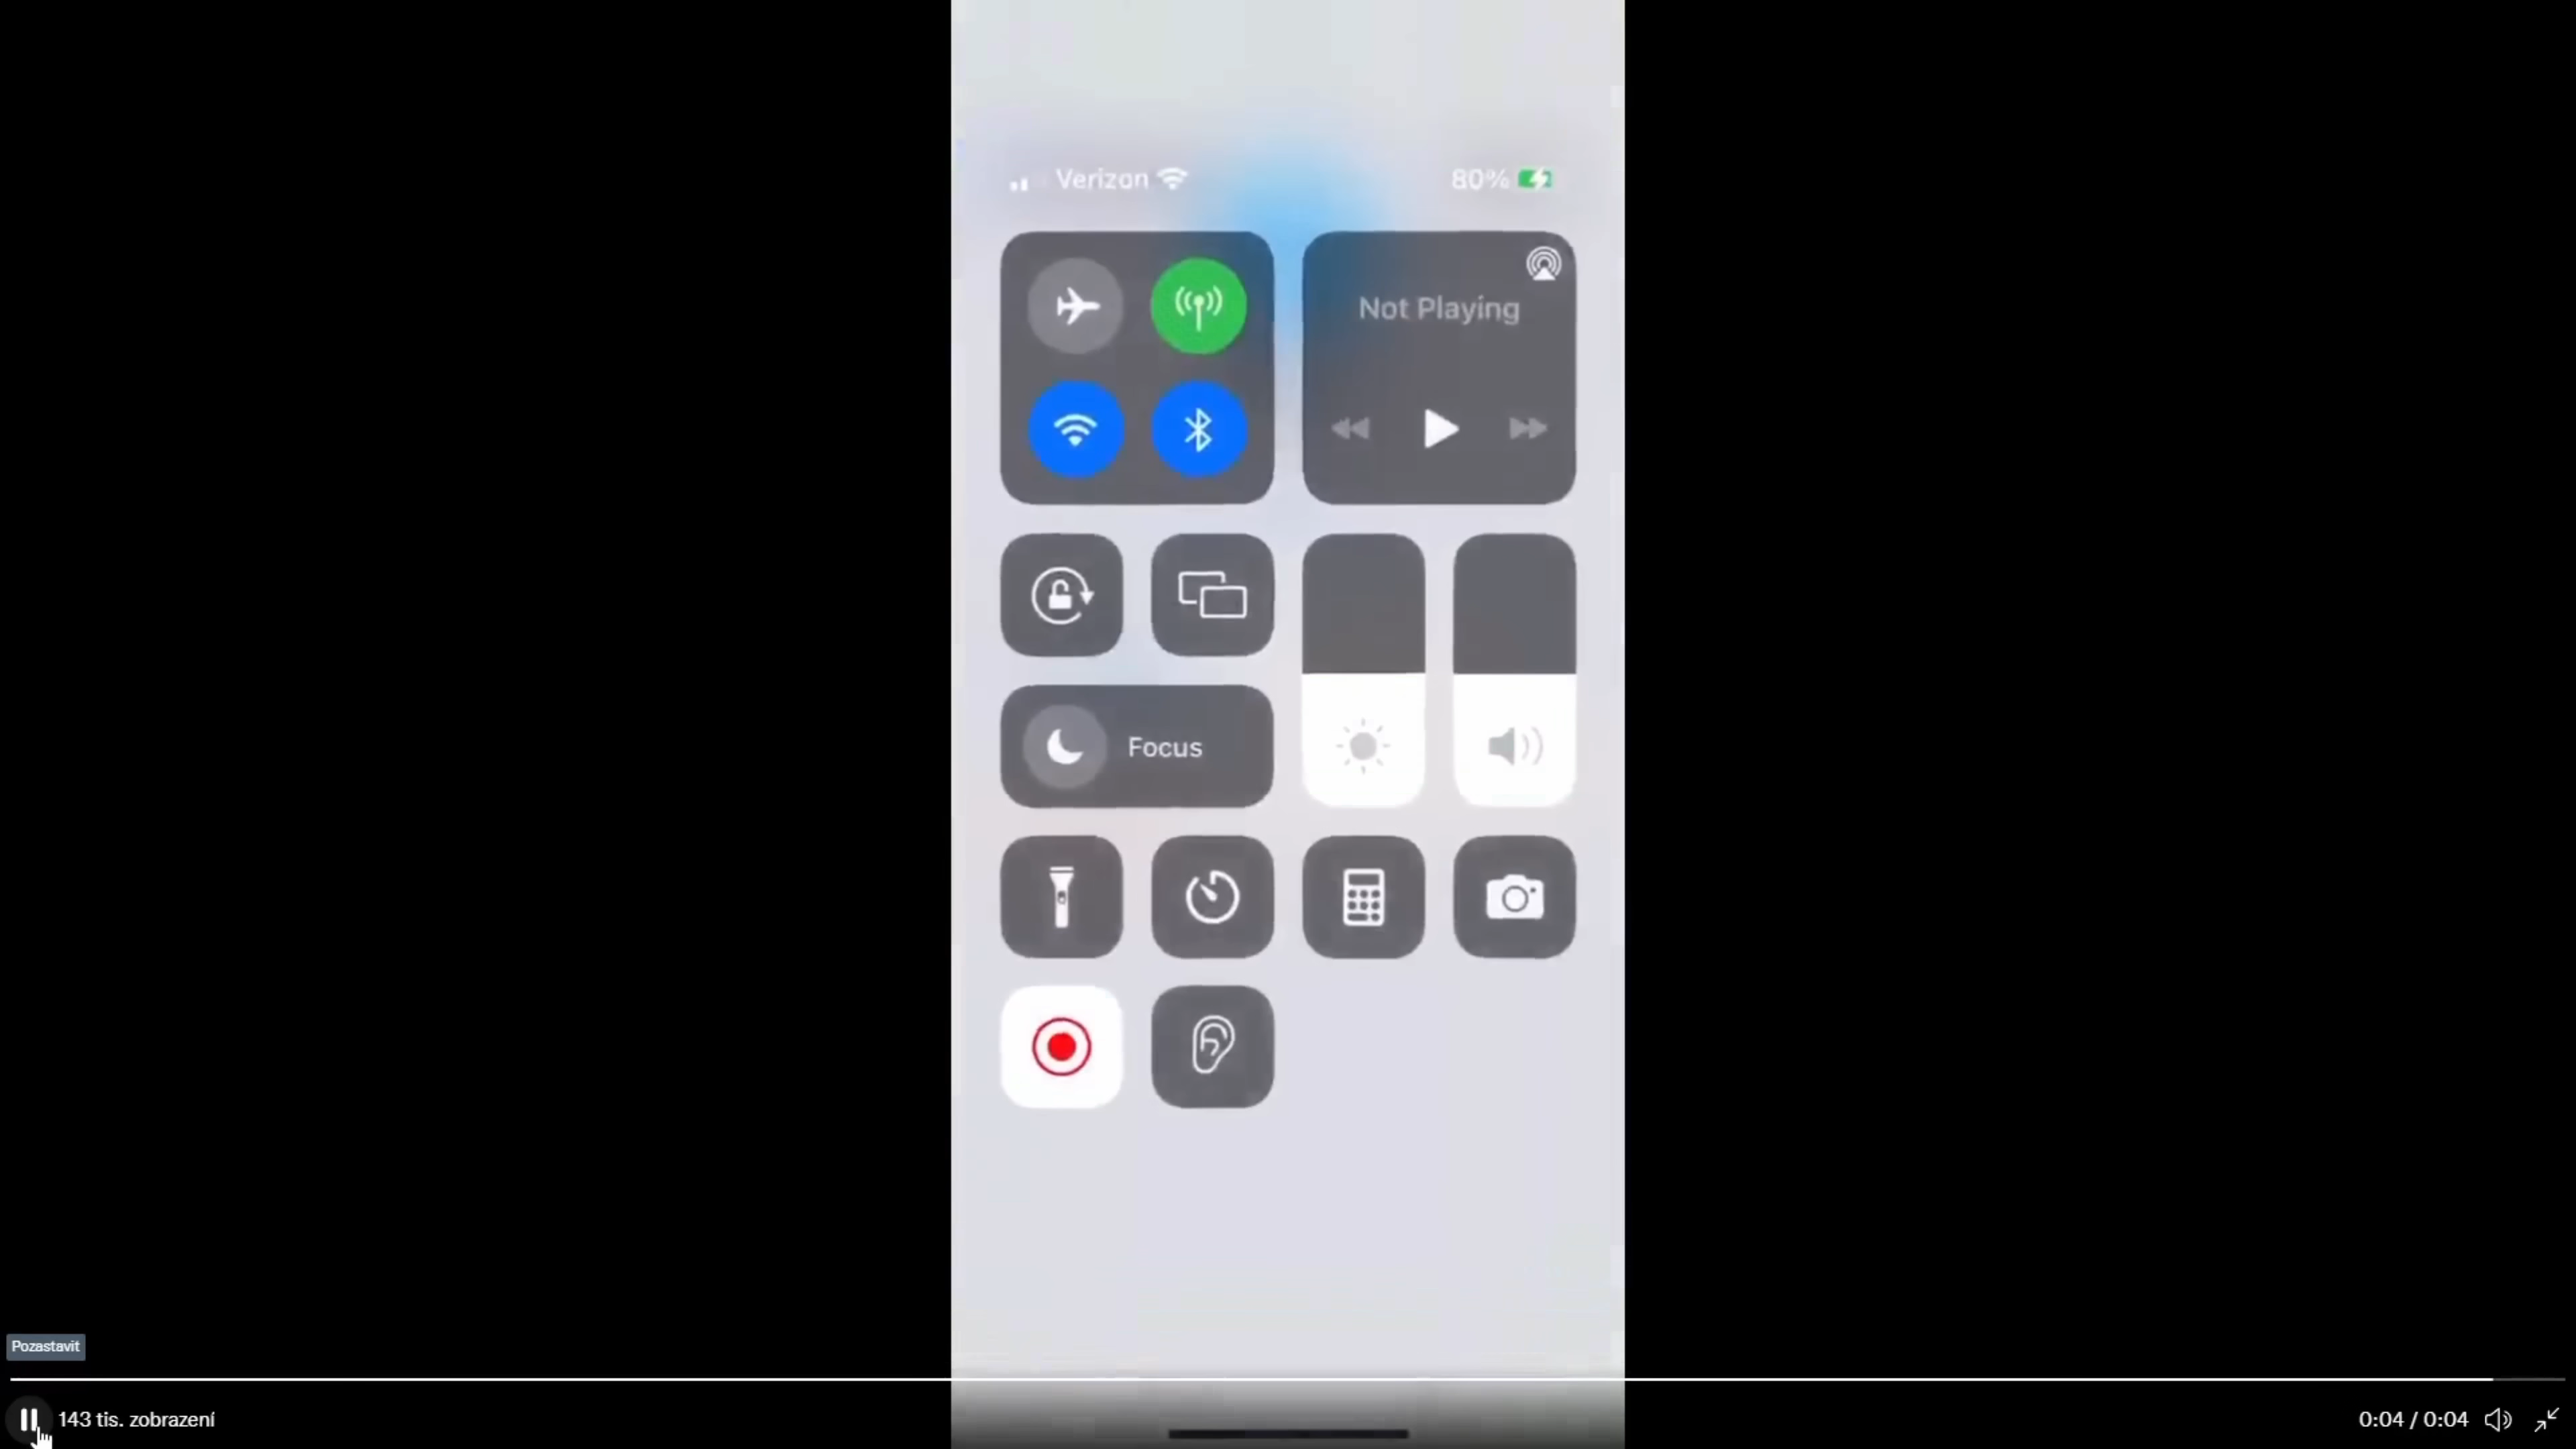 Verizon
80%
Not Playing
Focus
Pozastavit
143 tis. zobrazení
0:04 / 0:04